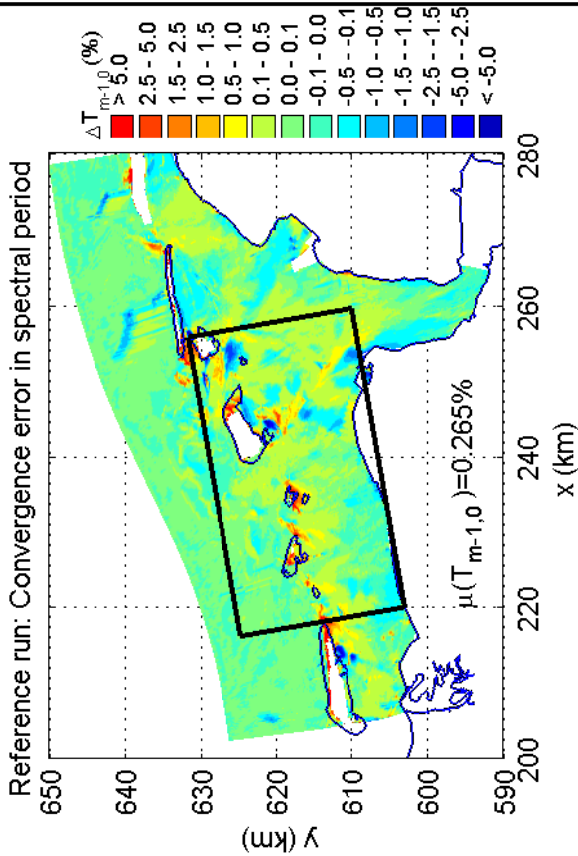 Reference run: Convergence error in spectral period
650
640
630
620
610
600
590
y (km)
200
220
240
260
280
x (km)
μ(Tm-1,0)=0.265%
ΔTm-1,0 (%)
> 5.0
2.5 - 5.0
1.5 - 2.5
1.0 - 1.5
0.5 - 1.0
0.1 - 0.5
0.0 - 0.1
-0.1 - 0.0
-0.5 - -0.1
-1.0 - -0.5
-1.5 - -1.0
-2.5 - -1.5
-5.0 - -2.5
< -5.0